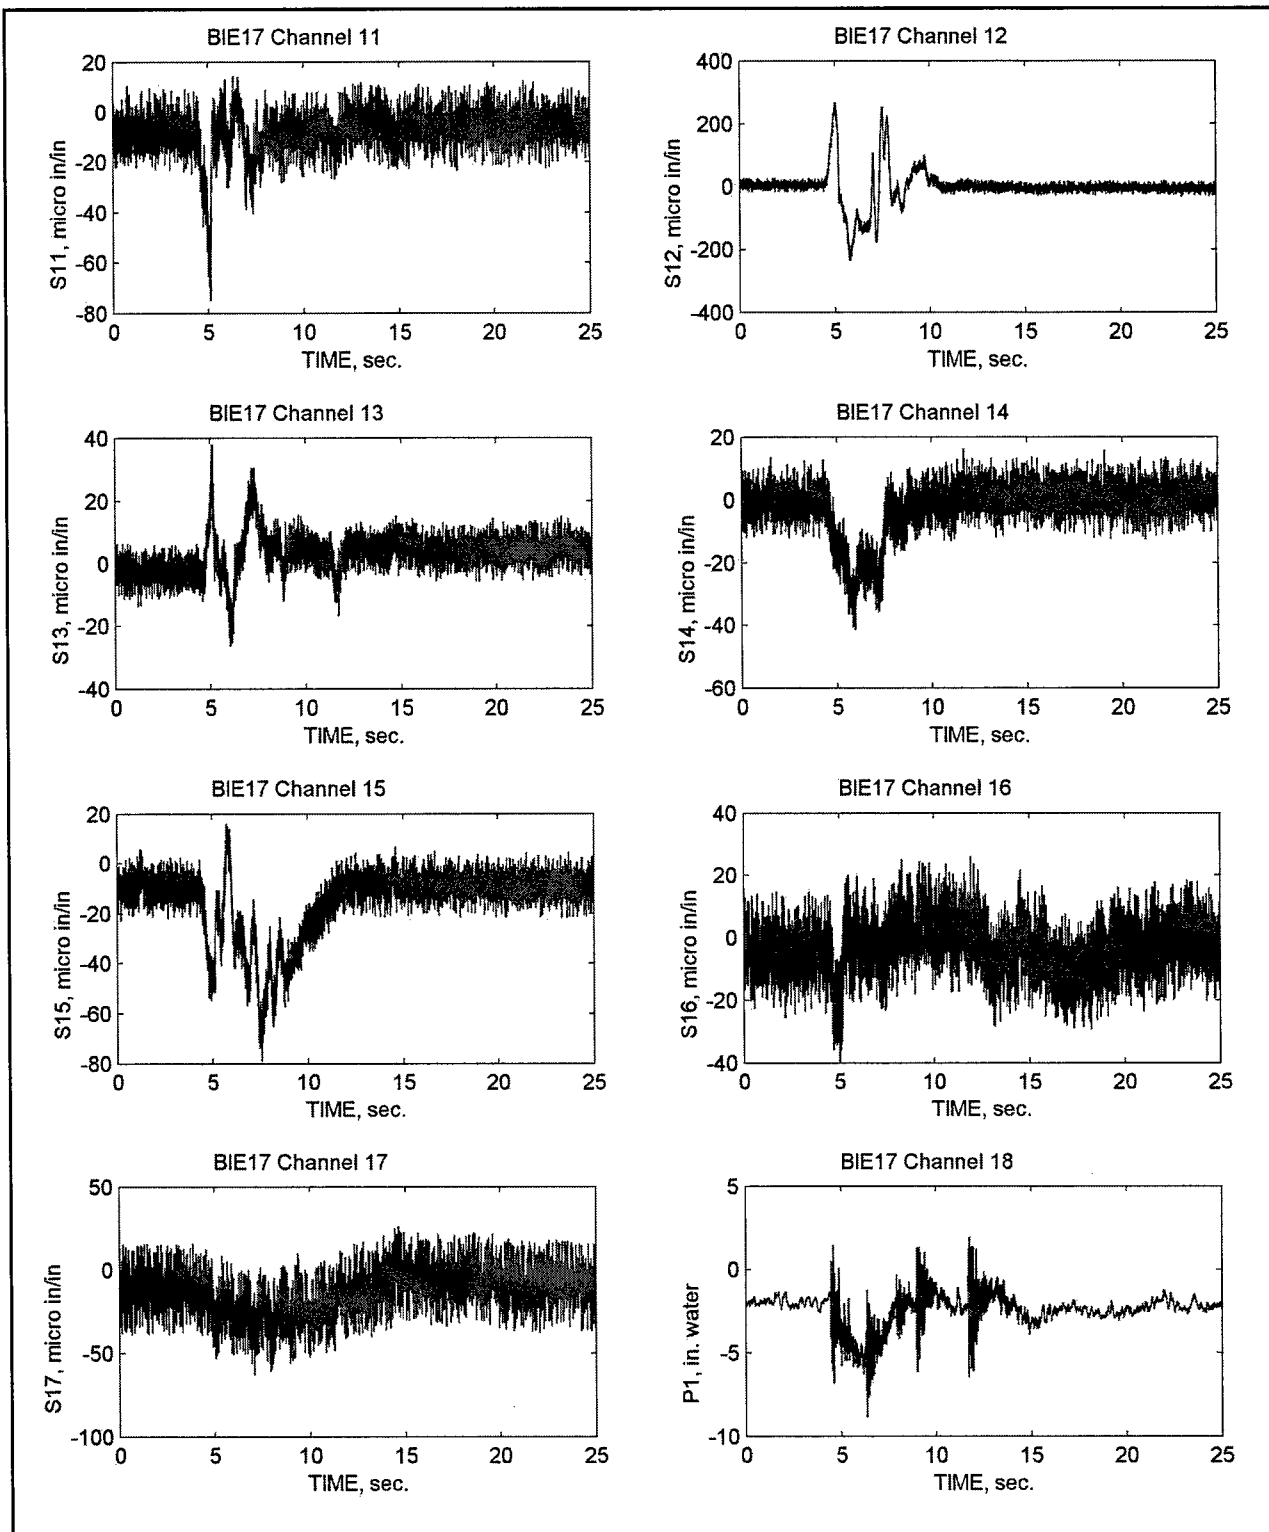 BIE17 Channel 11
20
0
-20
-40
-60
-80
S11, micro in/in
0 5 10 15 20 25
TIME, sec.
BIE17 Channel 12
400
200
0
-200
-400
S12, micro in/in
0 5 10 15 20 25
TIME, sec.
BIE17 Channel 13
40
20
0
-20
-40
S13, micro in/in
0 5 10 15 20 25
TIME, sec.
BIE17 Channel 14
20
0
-20
-40
-60
S14, micro in/in
0 5 10 15 20 25
TIME, sec.
BIE17 Channel 15
20
0
-20
-40
-60
-80
S15, micro in/in
0 5 10 15 20 25
TIME, sec.
BIE17 Channel 16
40
20
0
-20
-40
S16, micro in/in
0 5 10 15 20 25
TIME, sec.
BIE17 Channel 17
50
0
-50
-100
S17, micro in/in
0 5 10 15 20 25
TIME, sec.
BIE17 Channel 18
5
0
-5
-10
P1, in. water
0 5 10 15 20 25
TIME, sec.